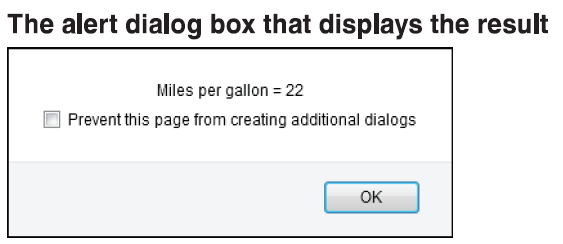 The alert dialog box that displays the result
Miles per gallon = 22
Prevent this page from creating additional dialogs
OK